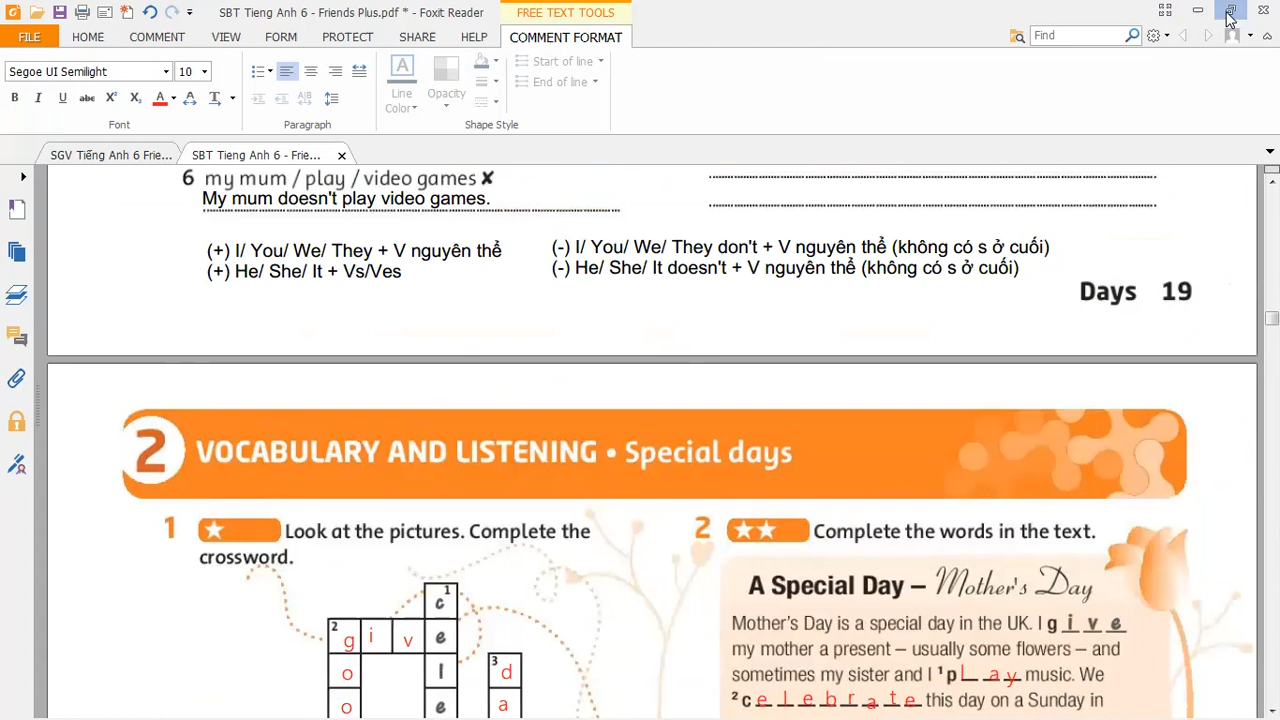 SBT Tieng Anh 6 - Friends Plus.pdf * - Foxit Reader
FREE TEXT TOOLS
FILE HOME COMMENT VIEW FORM PROTECT SHARE HELP COMMENT FORMAT
Find
Segoe UI Semilight 10
Start of line
End of line
B I U X² X₂ A A T
Line Color
Opacity
Font Paragraph Shape Style
SGV Tiếng Anh 6 Frie... SBT Tieng Anh 6 - Frie...
6 my mum / play / video games ✘
My mum doesn't play video games.
(+) I/ You/ We/ They + V nguyên thể
(+) He/ She/ It + Vs/Ves
(-) I/ You/ We/ They don't + V nguyên thể (không có s ở cuối)
(-) He/ She/ It doesn't + V nguyên thể (không có s ở cuối)
Days 19
2 VOCABULARY AND LISTENING • Special days
1 ★ Look at the pictures. Complete the
crossword.
1
c
2
g i v e
3
o l d
o e a
2 ★★ Complete the words in the text.
A Special Day – Mother's Day
Mother's Day is a special day in the UK. I g i v e
my mother a present – usually some flowers – and
sometimes my sister and I ¹p l a y music. We
²c e l e b r a t e this day on a Sunday in